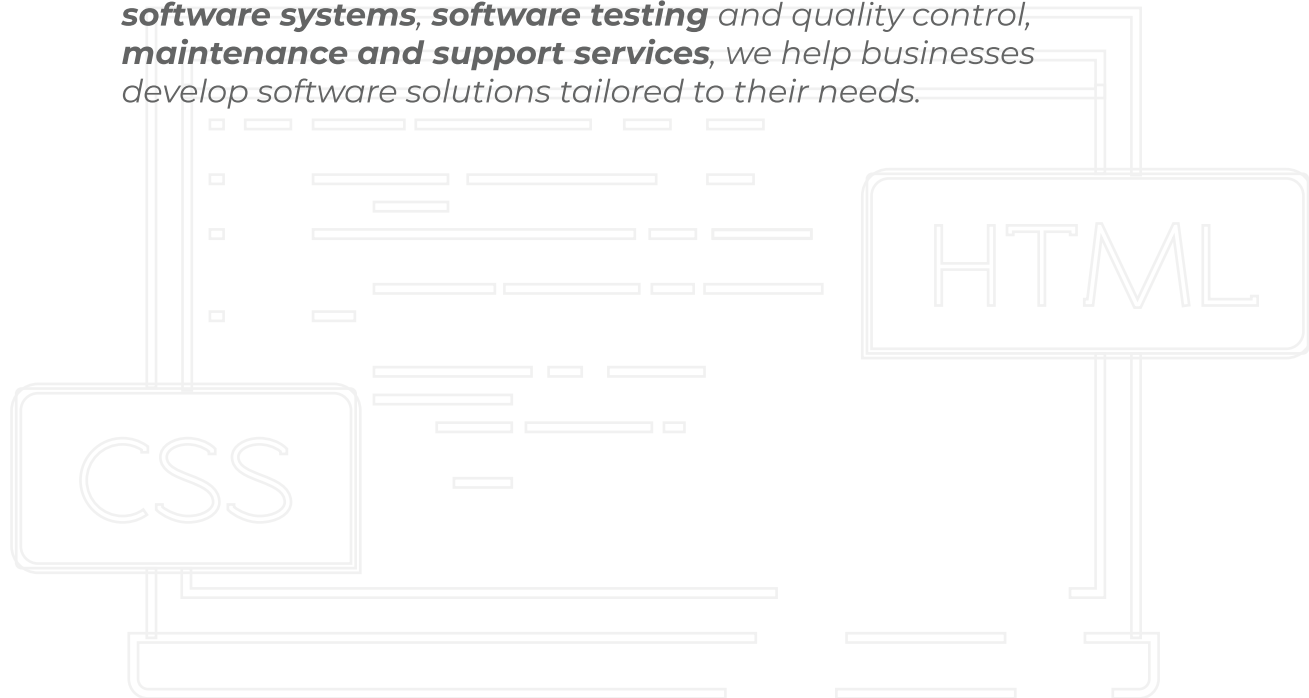 software systems, software testing and quality control,
maintenance and support services, we help businesses
develop software solutions tailored to their needs.
HTML
CSS